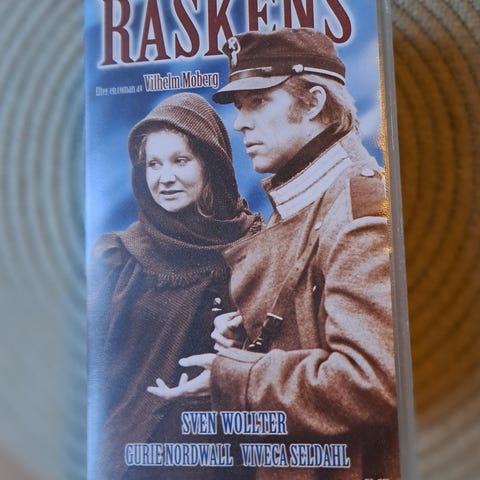 RASKENS
Efter en roman av Vilhelm Moberg
SVEN WOLLTER
GURIE NORDWALL VIVECA SELDAHL